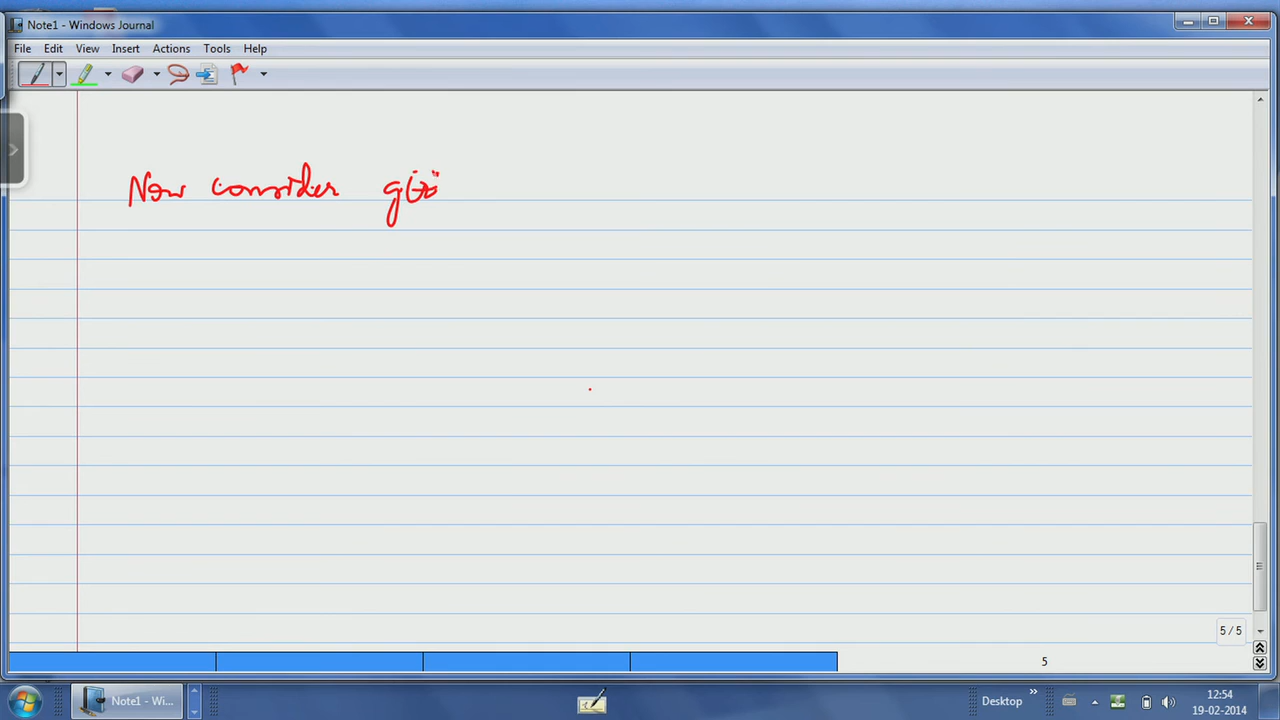 Note1 - Windows Journal
File Edit View Insert Actions Tools Help
Now consider
5 / 5
5
Note1 - Wi...
Desktop
12:54
19-02-2014